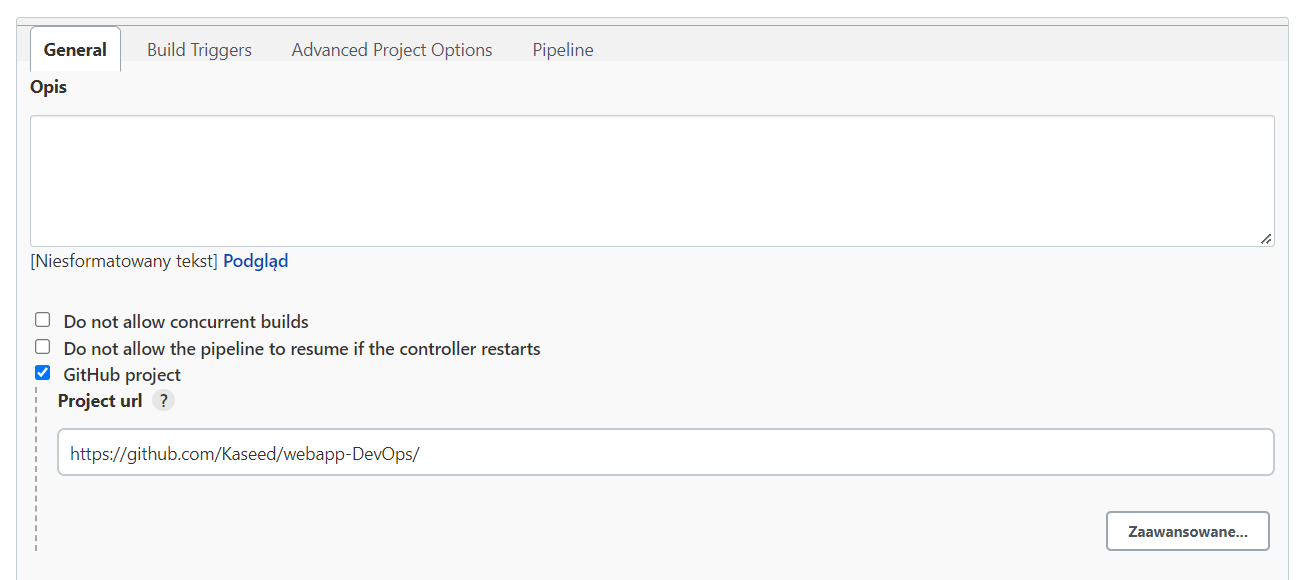 General Build Triggers Advanced Project Options Pipeline
Opis
[Niesformatowany tekst] Podgląd
Do not allow concurrent builds
Do not allow the pipeline to resume if the controller restarts
GitHub project
Project url ?
https://github.com/Kaseed/webapp-DevOps/
Zaawansowane...